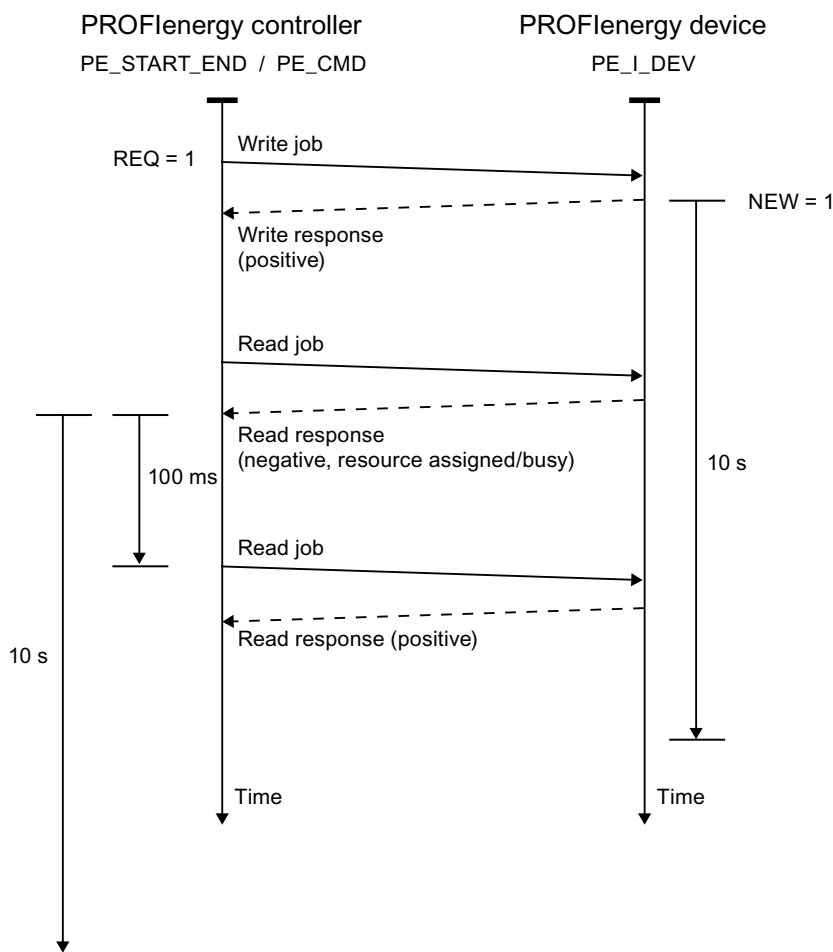 PROFIenergy controller
PROFIenergy device
PE_START_END / PE_CMD
PE_I_DEV
REQ = 1
Write job
NEW = 1
Write response
(positive)
Read job
Read response
(negative, resource assigned/busy)
100 ms
10 s
Read job
Read response (positive)
10 s
Time
Time